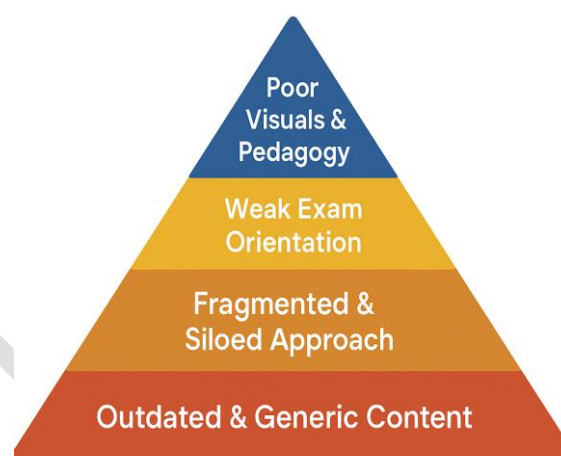 Poor
Visuals &
Pedagogy
Weak Exam
Orientation
Fragmented &
Siloed Approach
Outdated & Generic Content